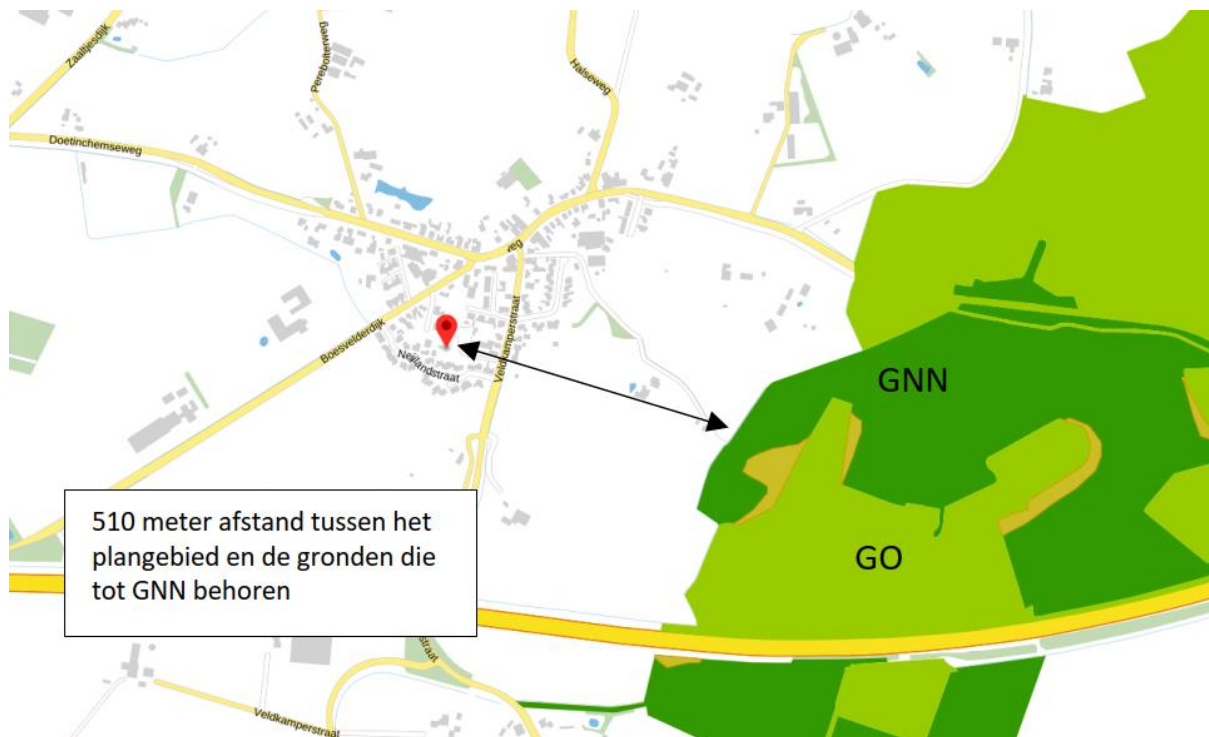 Zaaltjesdijk
Doetinchemseweg
Perebolterweg
Halseweg
weg
Boesvelderdijk
Neijlandstraat
Veldkamperstraat
GNN
GO
510 meter afstand tussen het
plangebied en de gronden die
tot GNN behoren
straat
Veldkamperstraat